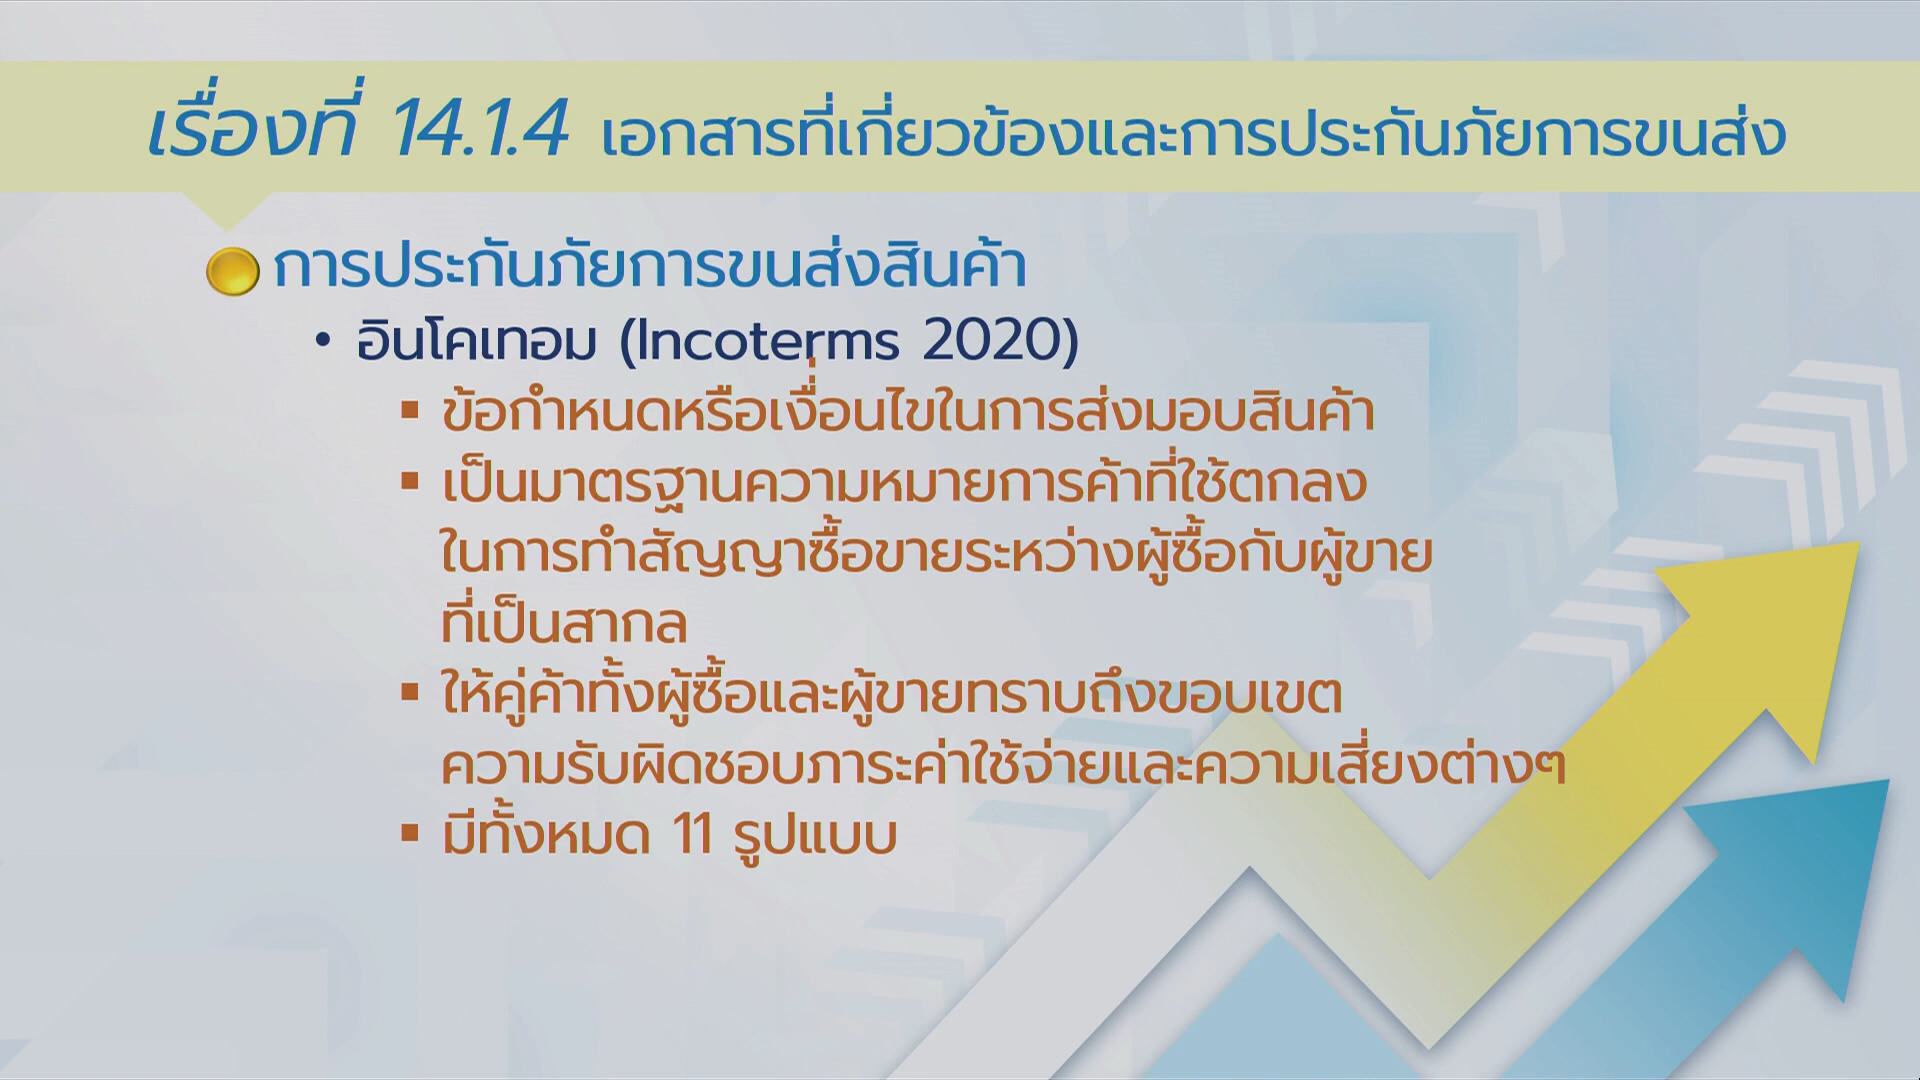 เรื่องที่ 14.1.4 เอกสารที่เกี่ยวข้องและการประกันภัยการขนส่ง
การประกันภัยการขนส่งสินค้า
• อินโคเทอม (Incoterms 2020)
▪ ข้อกำหนดหรือเงื่อนไขในการส่งมอบสินค้า
▪ เป็นมาตรฐานความหมายการค้าที่ใช้ตกลง
ในการทำสัญญาซื้อขายระหว่างผู้ซื้อกับผู้ขาย
ที่เป็นสากล
▪ ให้คู่ค้าทั้งผู้ซื้อและผู้ขายทราบถึงขอบเขต
ความรับผิดชอบภาระค่าใช้จ่ายและความเสี่ยงต่างๆ
▪ มีทั้งหมด 11 รูปแบบ